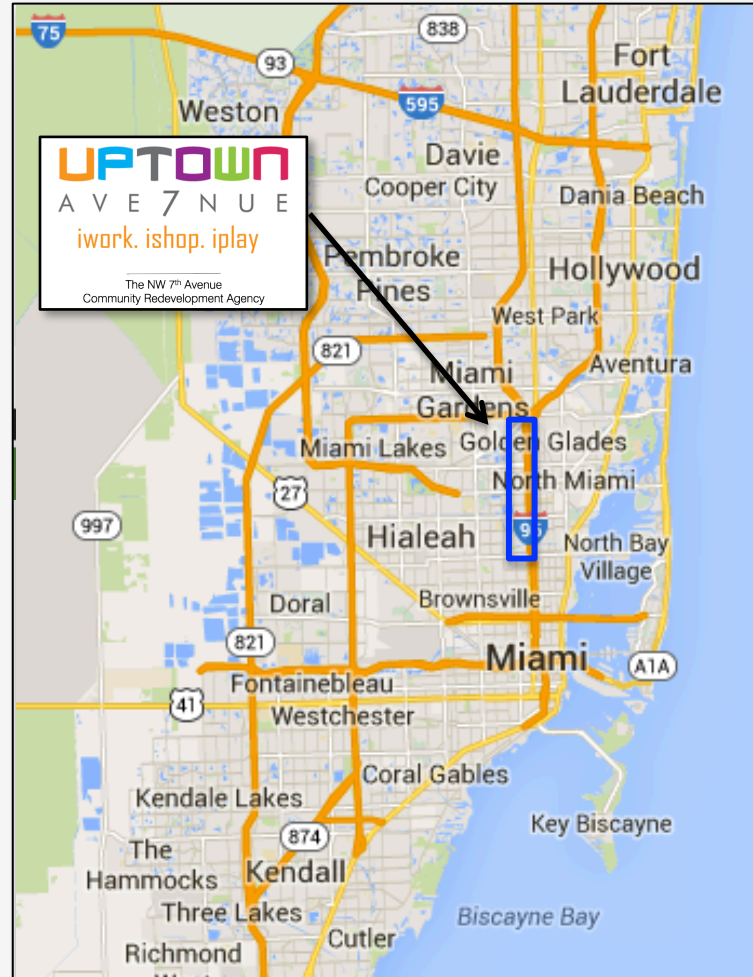 75
838
93
Fort
Lauderdale
595
Weston
Davie
Cooper City
Dania Beach
UPTOWN
AVE7NUE
iwork. ishop. iplay
The NW 7th Avenue
Community Redevelopment Agency
Pembroke
Pines
Hollywood
West Park
821
Aventura
Miami
Gardens
Golden Glades
Miami Lakes
North Miami
27
997
95
Hialeah
North Bay
Village
Doral
Brownsville
821
Miami
A1A
Fontainebleau
41
Westchester
Coral Gables
Kendale Lakes
Key Biscayne
874
The
Hammocks
Kendall
Three Lakes
Biscayne Bay
Cutler
Richmond